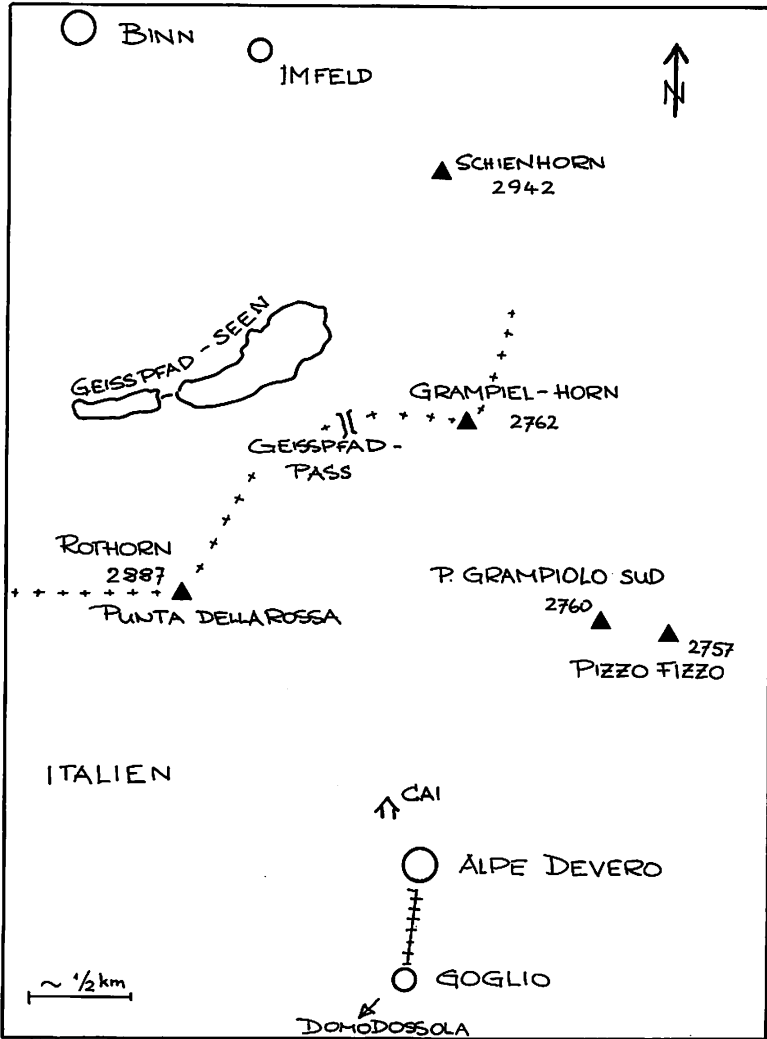 BINN
IMFELD
N
SCHIENHORN
2942
GEISSPFAD-SEEN
GRAMPIEL-HORN
2762
GEISSPFAD-
PASS
ROTHORN
2887
PUNTA DELLA ROSSA
P. GRAMPIOLO SUD
2760
2757
PIZZO FIZZO
ITALIEN
CAI
ALPE DEVERO
~ 1/2 km
GOGLIO
DOMODOSSOLA